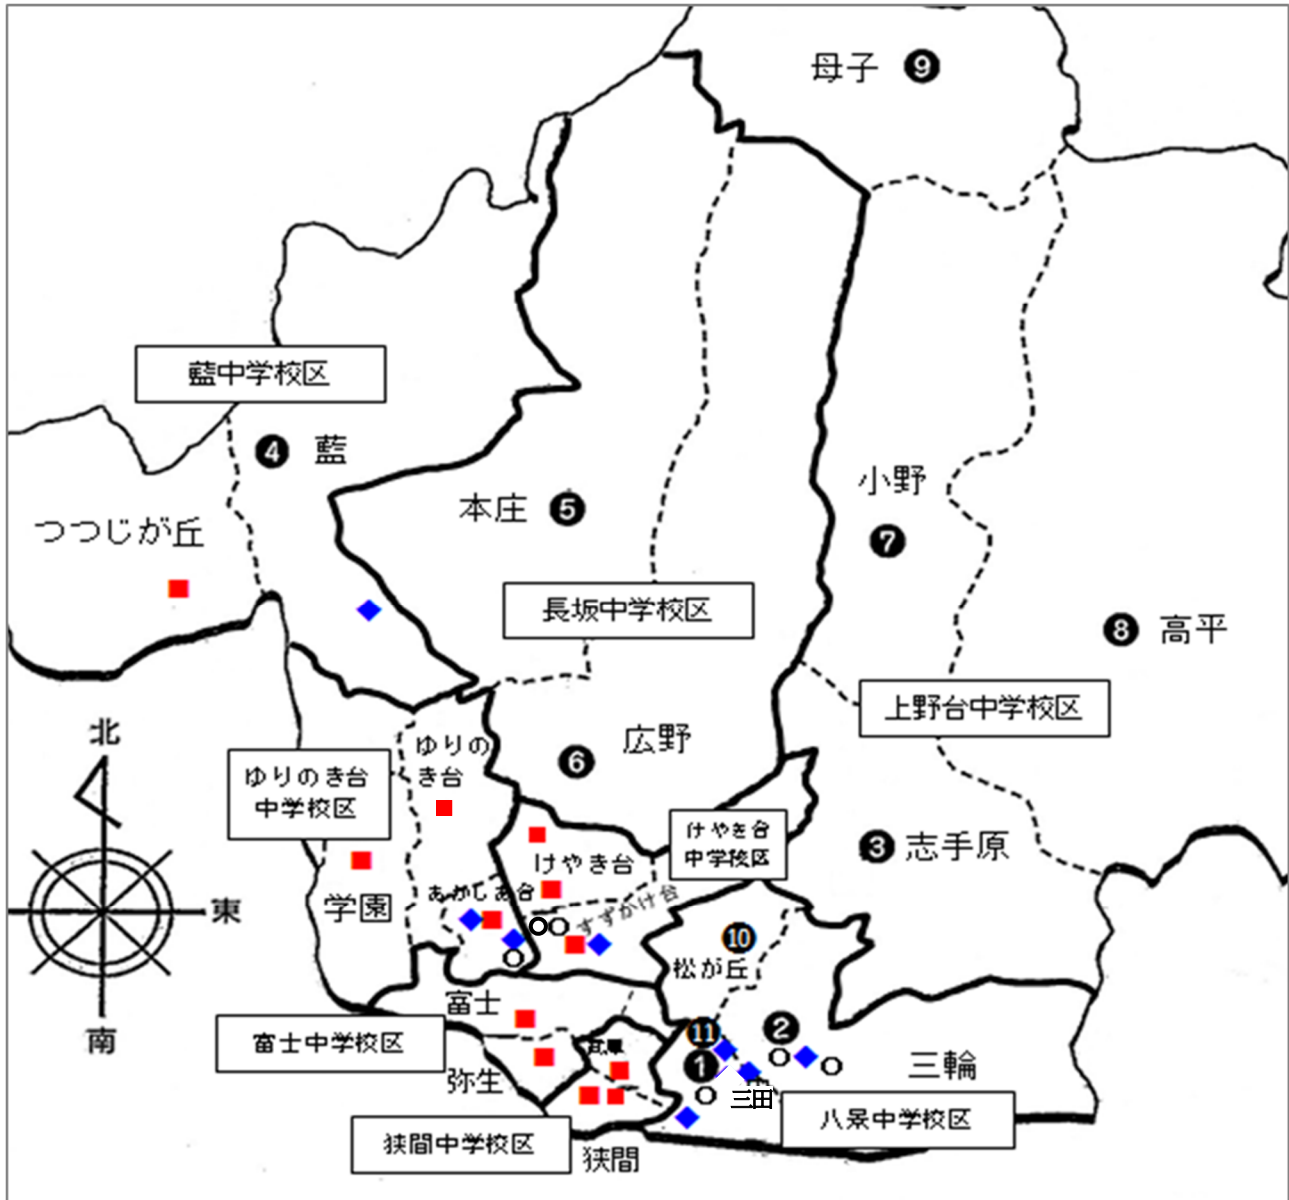 母子 ❾
藍中学校区
❹ 藍
小野
❼
本庄 ❺
つつじが丘
長坂中学校区
❽ 高平
上野台中学校区
北
ゆりの
き台
広野
❻
ゆりのき台
中学校区
けやき台
中学校区
❸ 志手原
けやき台
あかしあ台
すずかけ台
学園
東
❿
松が丘
富士
⓫
❷
富士中学校区
南
武庫
❶
三輪
弥生
三田
八景中学校区
狭間中学校区
狭間